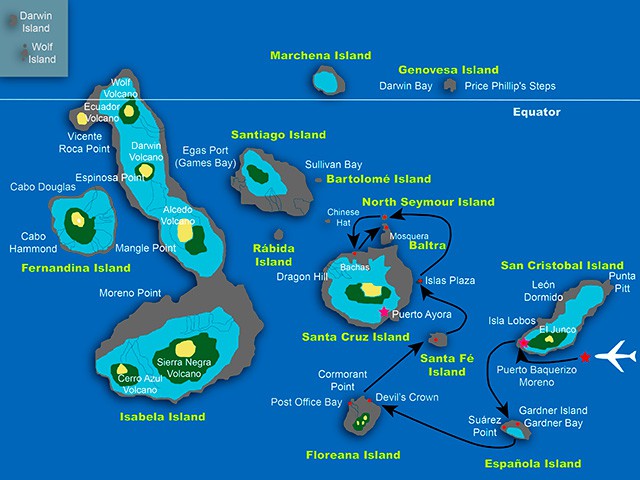 Darwin
Island
Wolf
Island
Marchena Island
Genovesa Island
Darwin Bay
Price Phillip's Steps
Equator
Wolf
Volcano
Ecuador
Volcano
Vicente
Roca Point
Darwin
Volcano
Espinosa Point
Cabo Douglas
Cabo
Hammond
Fernandina Island
Alcedo
Volcano
Mangle Point
Santiago Island
Egas Port
(Games Bay)
Sullivan Bay
Bartolomé Island
North Seymour Island
Chinese
Hat
Mosquera
Baltra
Rábida
Island
Bachas
Dragon Hill
Islas Plaza
Puerto Ayora
Santa Cruz Island
San Cristobal Island
Punta
Pitt
León
Dormido
Isla Lobos
El Junco
Puerto Baquerizo
Moreno
Moreno Point
Sierra Negra
Volcano
Cerro Azul
Volcano
Isabela Island
Santa Fé
Island
Cormorant
Point
Post Office Bay
Devil's Crown
Floreana Island
Gardner Island
Gardner Bay
Suárez
Point
Española Island